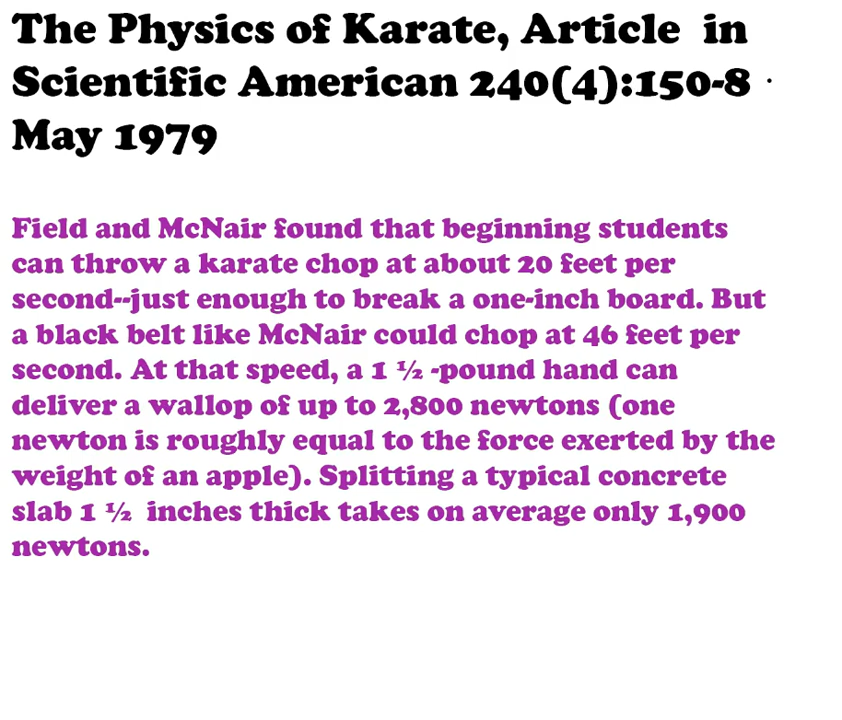 The Physics of Karate, Article in
Scientific American 240(4):150-8 ·
May 1979
Field and McNair found that beginning students
can throw a karate chop at about 20 feet per
second--just enough to break a one-inch board. But
a black belt like McNair could chop at 46 feet per
second. At that speed, a 1 ½ -pound hand can
deliver a wallop of up to 2,800 newtons (one
newton is roughly equal to the force exerted by the
weight of an apple). Splitting a typical concrete
slab 1 ½ inches thick takes on average only 1,900
newtons.